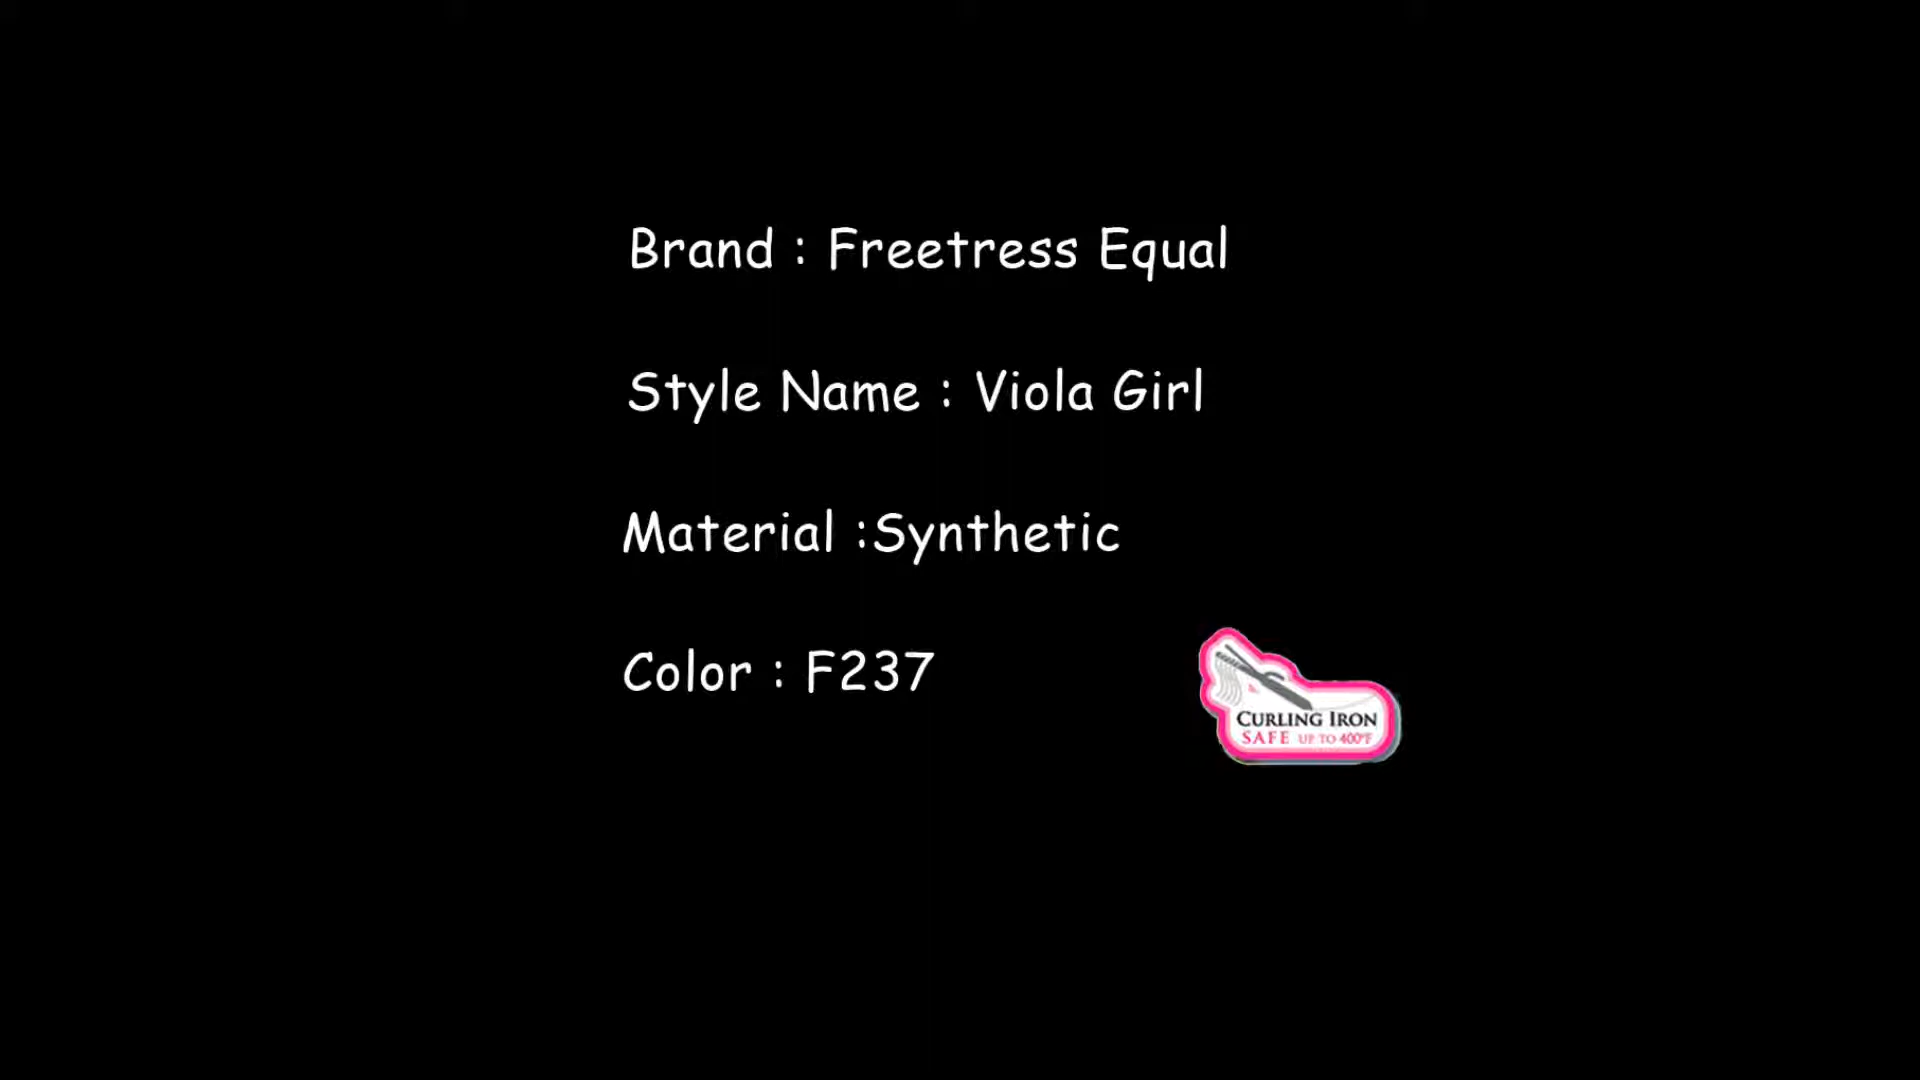 Brand : Freetress Equal
Style Name : Viola Girl
Material :Synthetic
Color : F237
CURLING IRON
SAFE UP TO 400°F